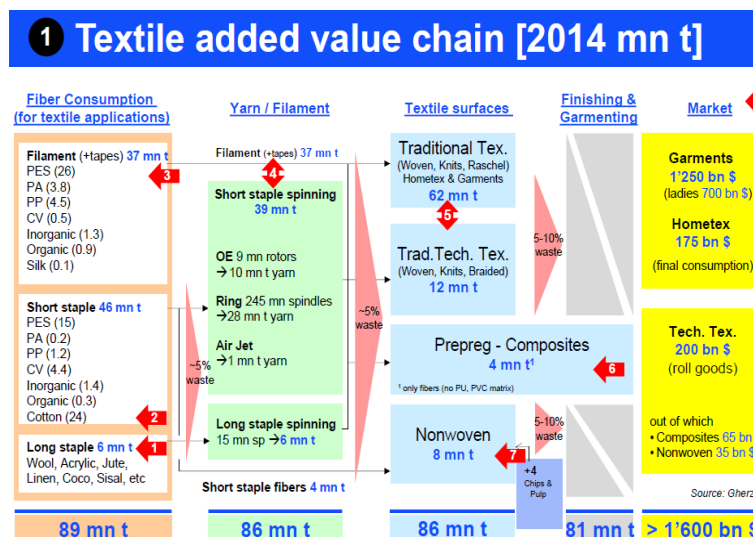 1 Textile added value chain [2014 mn t]
Fiber Consumption
(for textile applications)
Filament (+tapes) 37 mn t
PES (26)
3
PA (3.8)
PP (4.5)
CV (0.5)
Inorganic (1.3)
Organic (0.9)
Silk (0.1)
Short staple 46 mn t
PES (15)
PA (0.2)
PP (1.2)
CV (4.4)
Inorganic (1.4)
Organic (0.3)
Cotton (24)
2
Long staple 6 mn t
1
Wool, Acrylic, Jute,
Linen, Coco, Sisal, etc
89 mn t
~5%
waste
Yarn / Filament
Filament (+tapes) 37 mn t
4
Short staple spinning
39 mn t
OE 9 mn rotors
→10 mn t yarn
Ring 245 mn spindles
→28 mn t yarn
Air Jet
→1 mn t yarn
Long staple spinning
15 mn sp →6 mn t
Short staple fibers 4 mn t
86 mn t
~5%
waste
Textile surfaces
Traditional Tex.
(Woven, Knits, Raschel)
Hometex & Garments
62 mn t
5
Trad.Tech. Tex.
(Woven, Knits, Braided)
12 mn t
Prepreg - Composites
4 mn t¹
6
¹ only fibers (no PU, PVC matrix)
Nonwoven
8 mn t
7
+4
Chips &
Pulp
86 mn t
Finishing &
Garmenting
5-10%
waste
5-10%
waste
81 mn t
Market
Garments
1'250 bn $
(ladies 700 bn $)
Hometex
175 bn $
(final consumption)
Tech. Tex.
200 bn $
(roll goods)
out of which
• Composites 65 bn
• Nonwoven 35 bn $
Source: Gherz
> 1'600 bn $